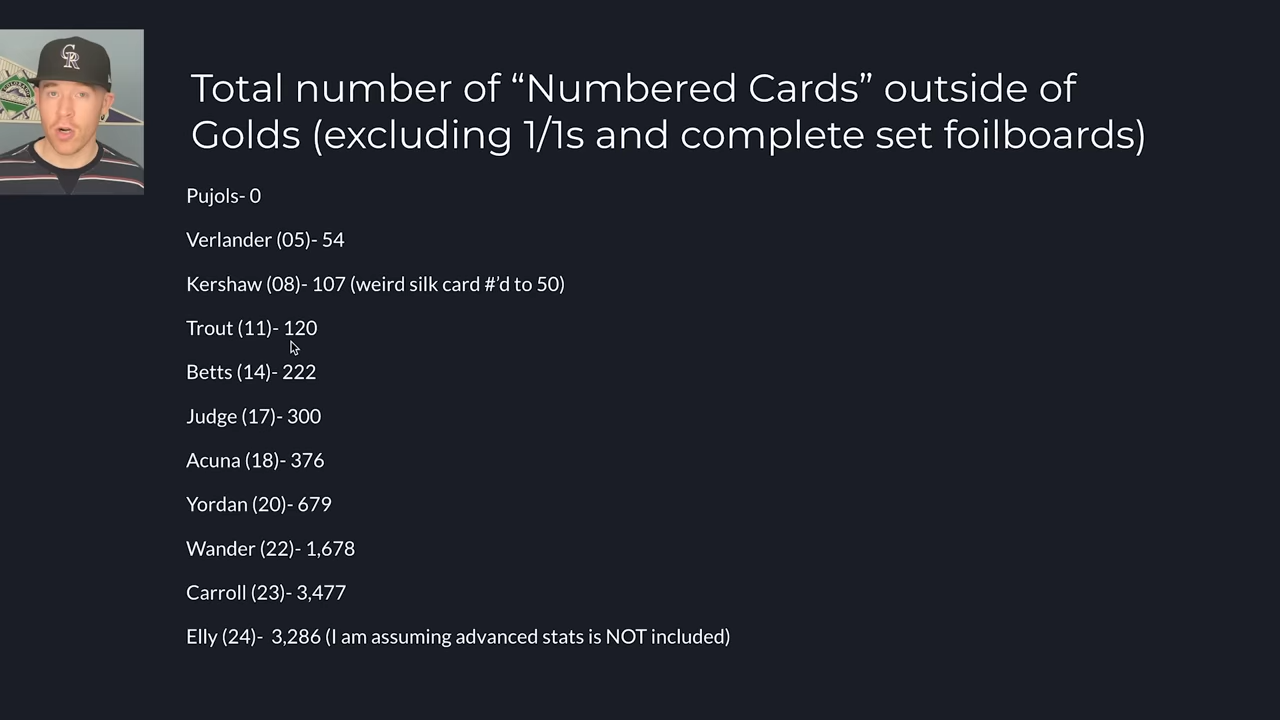 Total number of “Numbered Cards” outside of
Golds (excluding 1/1s and complete set foilboards)
Pujols- 0
Verlander (05)- 54
Kershaw (08)- 107 (weird silk card #’d to 50)
Trout (11)- 120
Betts (14)- 222
Judge (17)- 300
Acuna (18)- 376
Yordan (20)- 679
Wander (22)- 1,678
Carroll (23)- 3,477
Elly (24)-  3,286 (I am assuming advanced stats is NOT included)